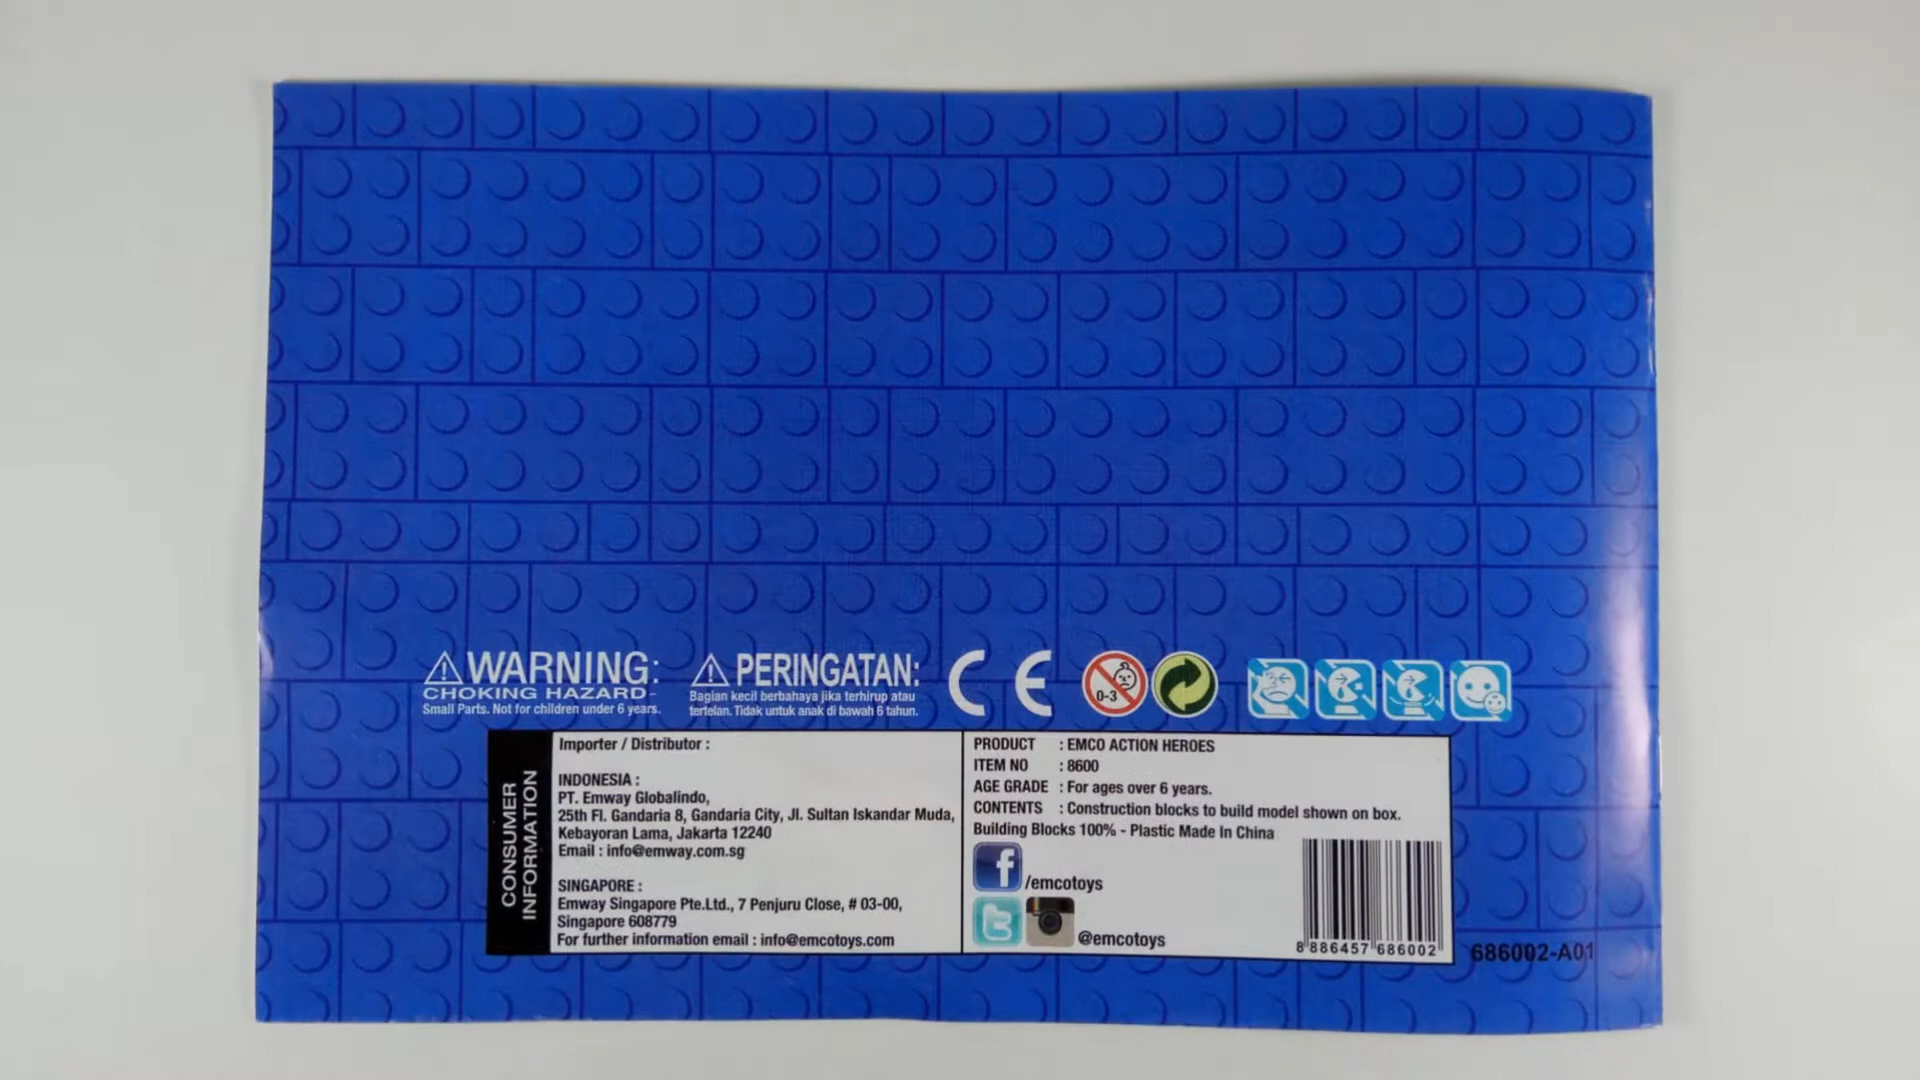 WARNING:
CHOKING HAZARD-
Small Parts. Not for children under 6 years.
PERINGATAN:
Bagian kecil berbahaya jika terhirup atau
tertelan. Tidak untuk anak di bawah 6 tahun.
CE
0-3
CONSUMER
INFORMATION
Importer / Distributor :
INDONESIA :
PT. Emway Globalindo,
25th Fl. Gandaria 8, Gandaria City, Jl. Sultan Iskandar Muda,
Kebayoran Lama, Jakarta 12240
Email : info@emway.com.sg
SINGAPORE :
Emway Singapore Pte.Ltd., 7 Penjuru Close, # 03-00,
Singapore 608779
For further information email : info@emcotoys.com
PRODUCT : EMCO ACTION HEROES
ITEM NO : 8600
AGE GRADE : For ages over 6 years.
CONTENTS : Construction blocks to build model shown on box.
Building Blocks 100% - Plastic Made In China
f /emcotoys
t @emcotoys
8 886457 686002
686002-A01